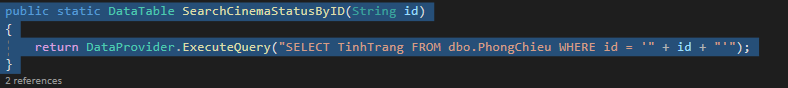 public static DataTable SearchCinemaStatusByID(String id)
{
return DataProvider.ExecuteQuery("SELECT TinhTrang FROM dbo.PhongChieu WHERE id = '" + id + "'");
}
2 references